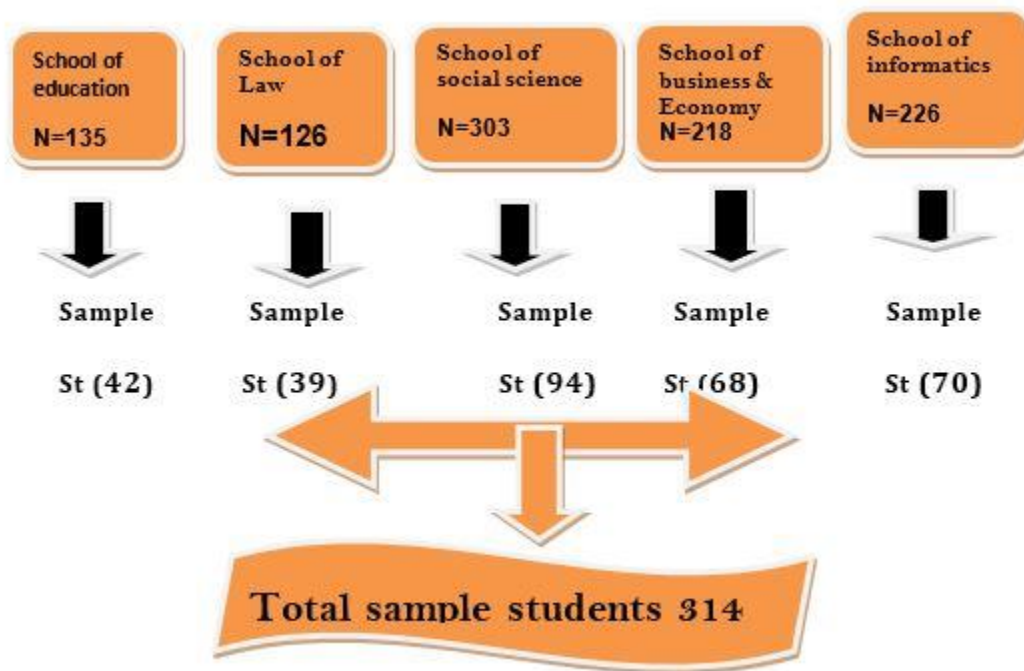 School of
education
N=135
School of
Law
N=126
School of
social science
N=303
School of
business &
Economy
N=218
School of
informatics
N=226
Sample
Sample
Sample
Sample
Sample
St (42)
St (39)
St (94)
St (68)
St (70)
Total sample students 314